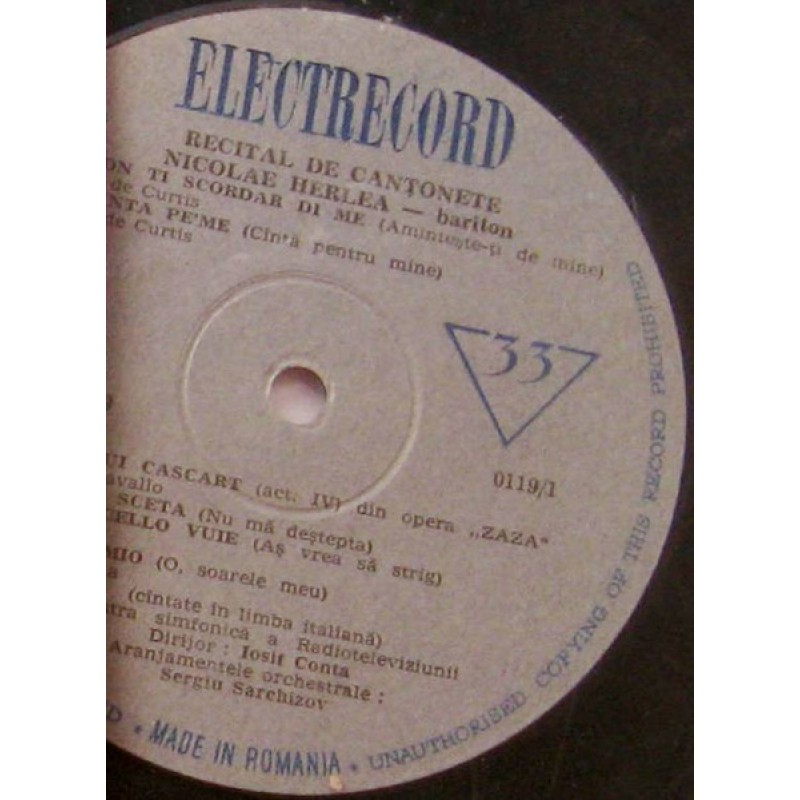 ELECTRECORD
RECITAL DE CANȚONETE
NICOLAE HERLEA — bariton
ON TI SCORDAR DI ME (Amintește-ți de mine)
de Curtis
NTA PE'ME (Cîntă pentru mine)
de Curtis
33
0119/1
UI CASCART (act. IV) din opera „ZAZA"
avallo
SCETA (Nu mă deștepta)
ELLO VUIE (Aș vrea să strig)
MIO (O, soarele meu)
(cîntate în limba italiană)
tra simfonică a Radioteleviziunii
Dirijor : Iosif Conta
Aranjamentele orchestrale :
Sergiu Sarchizov
D • MADE IN ROMANIA • UNAUTHORISED COPYING OF THIS RECORD PROHIBITED